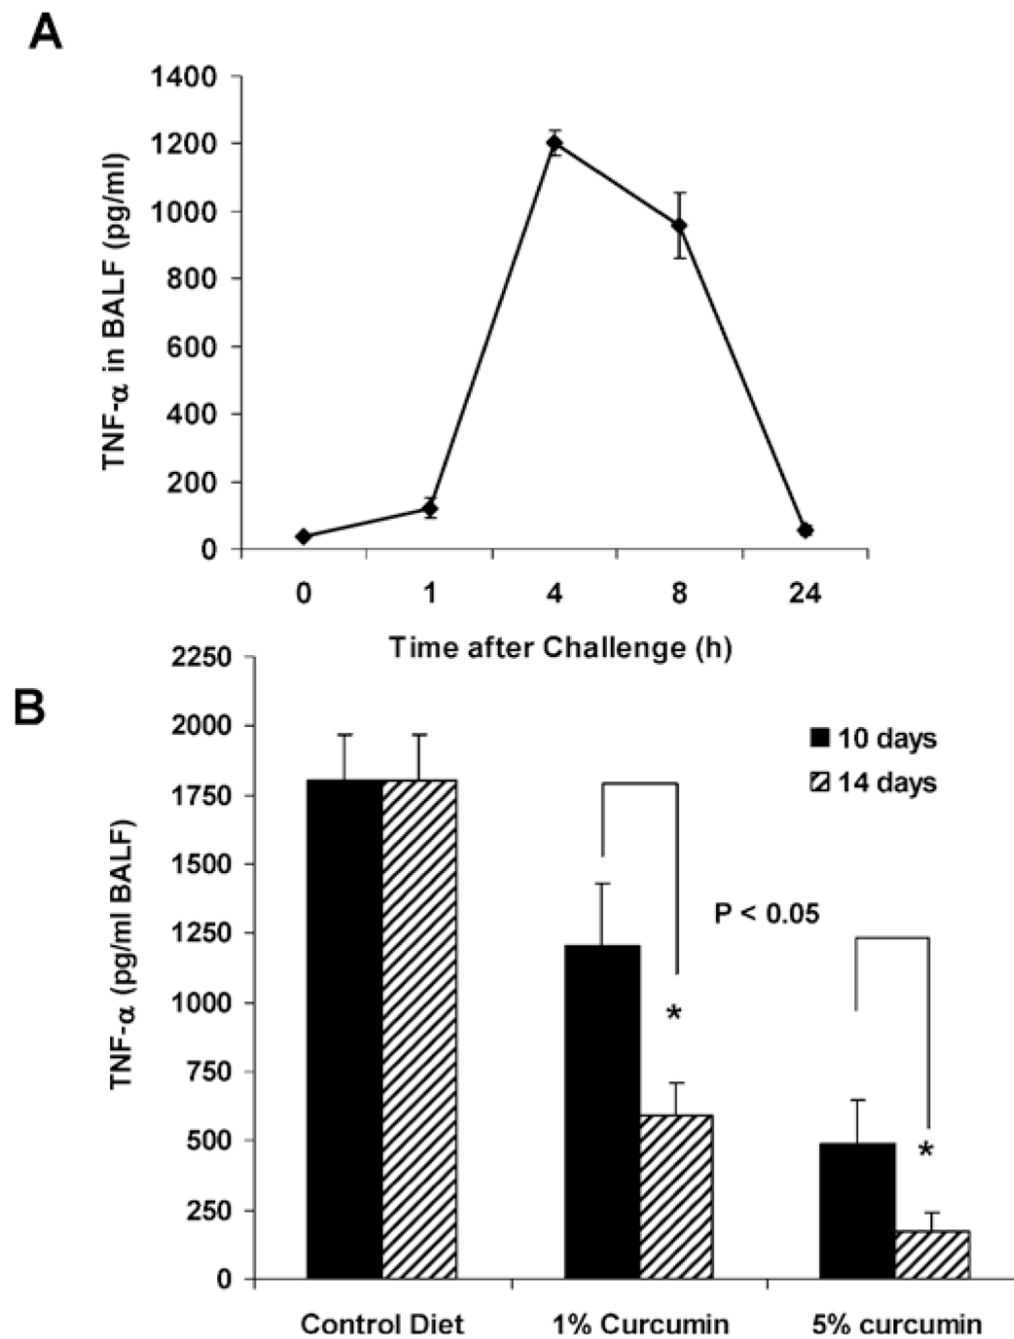 A
1400
1200
1000
800
600
400
200
0
TNF-α in BALF (pg/ml)
0 1 4 8 24
Time after Challenge (h)
B
2250
2000
1750
1500
1250
1000
750
500
250
0
TNF-α (pg/ml BALF)
10 days
14 days
P < 0.05
*
*
Control Diet 1% Curcumin 5% curcumin